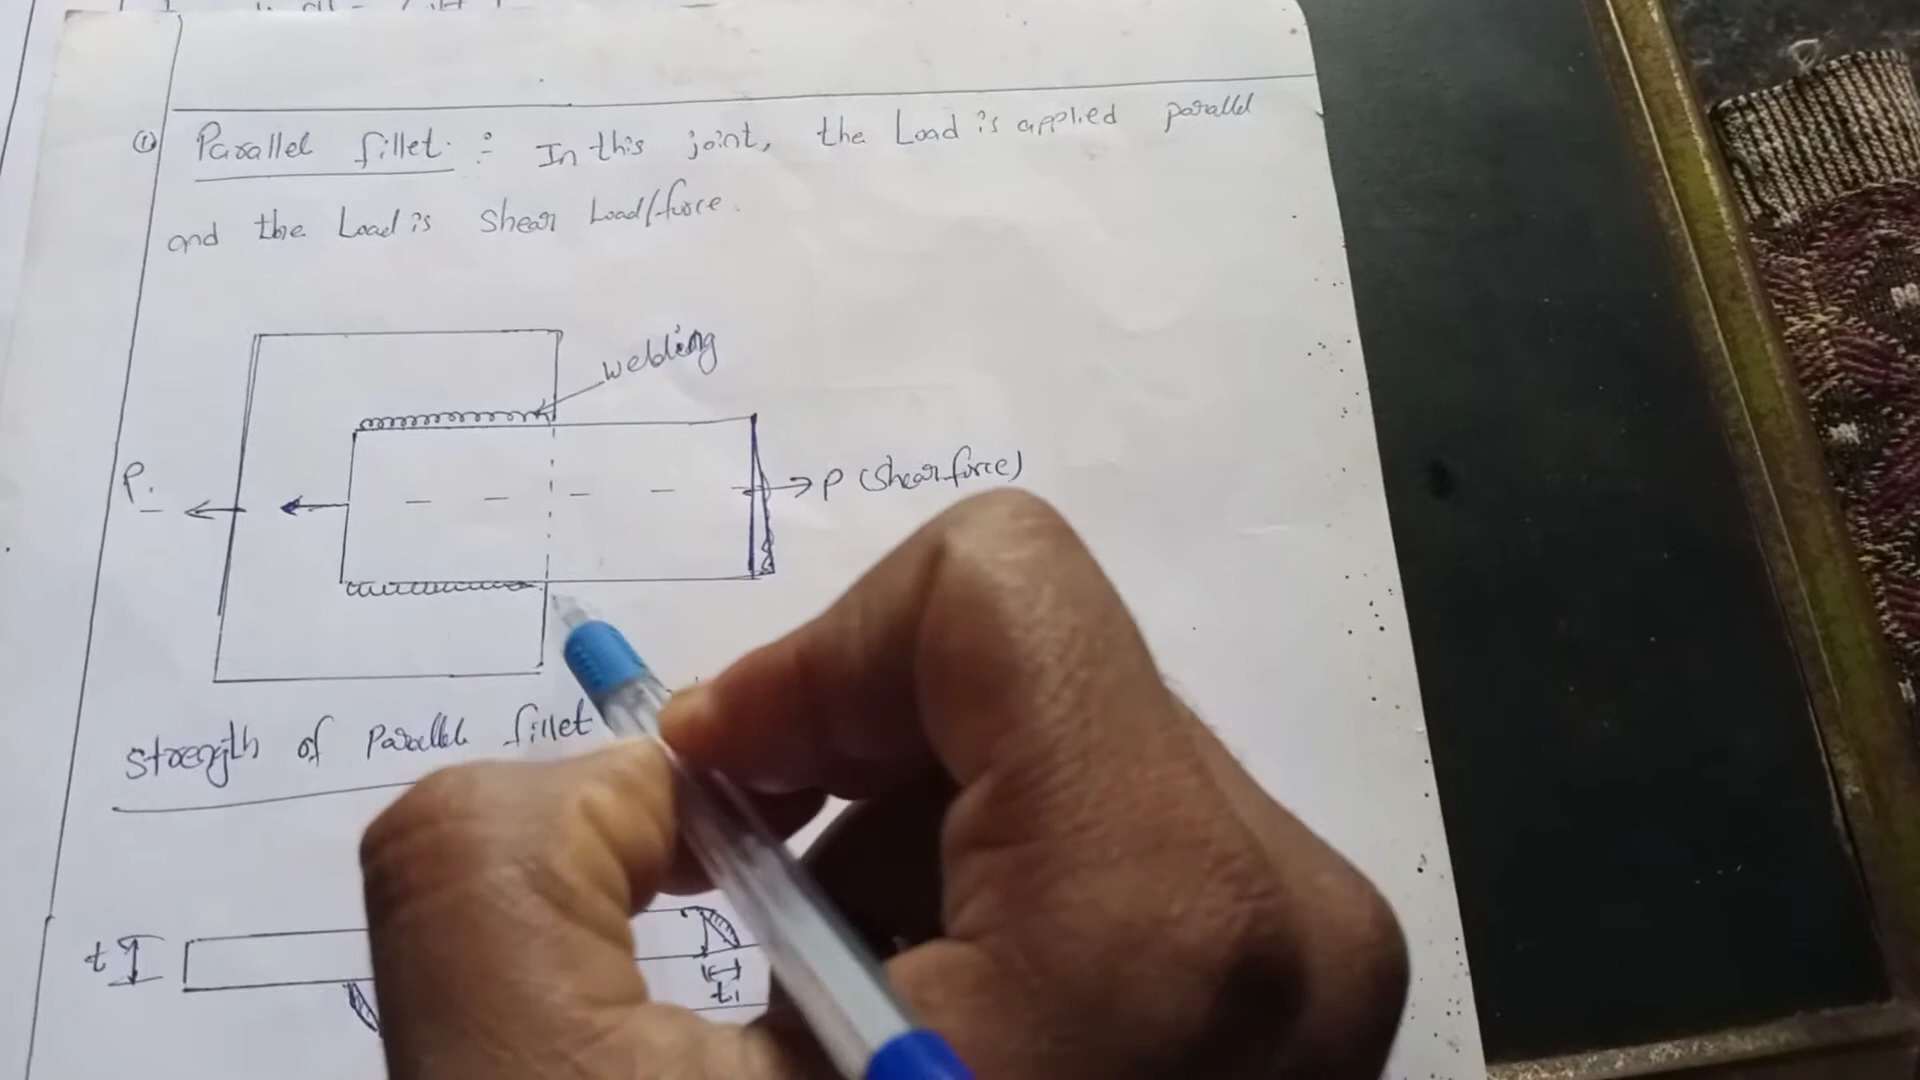 ① Parallel fillet :- In this joint, the Load is applied parallel
and the Load is shear Load/force.
welding
P
P (shear force)
strength of Parallel fillet
t
t1